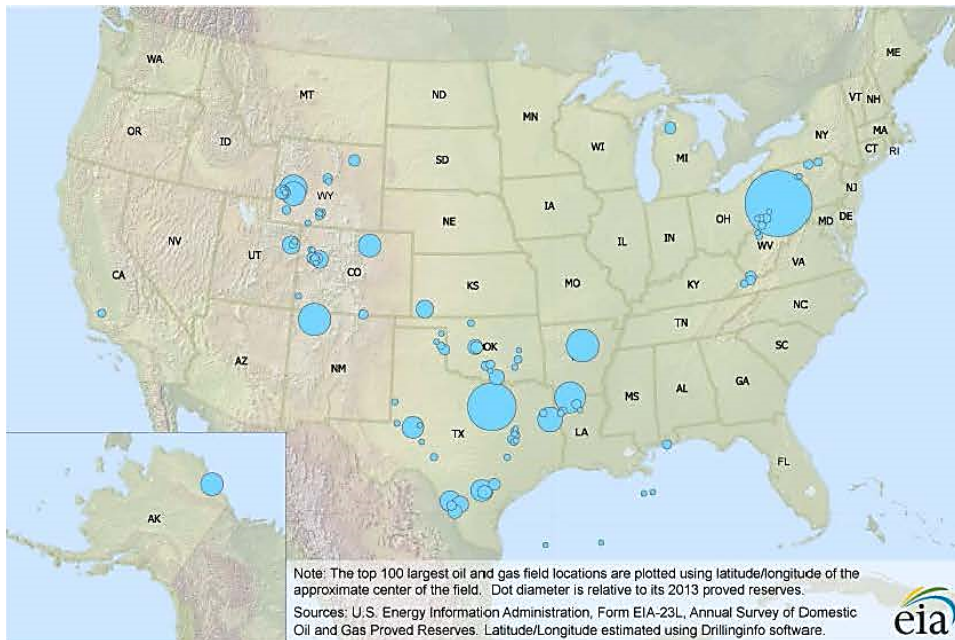 WA
ME
MT
ND
VT
NH
MN
OR
ID
NY
MA
WI
MI
CT
RI
SD
WY
IA
NJ
NE
OH
MD
DE
IL
IN
WV
NV
UT
CO
CA
KS
MO
KY
VA
NC
TN
OK
AZ
NM
SC
MS
AL
GA
TX
LA
FL
AK
Note: The top 100 largest oil and gas field locations are plotted using latitude/longitude of the
approximate center of the field. Dot diameter is relative to its 2013 proved reserves.
Sources: U.S. Energy Information Administration, Form EIA-23L, Annual Survey of Domestic
Oil and Gas Proved Reserves. Latitude/Longitude estimated using Drillinginfo software.
eia